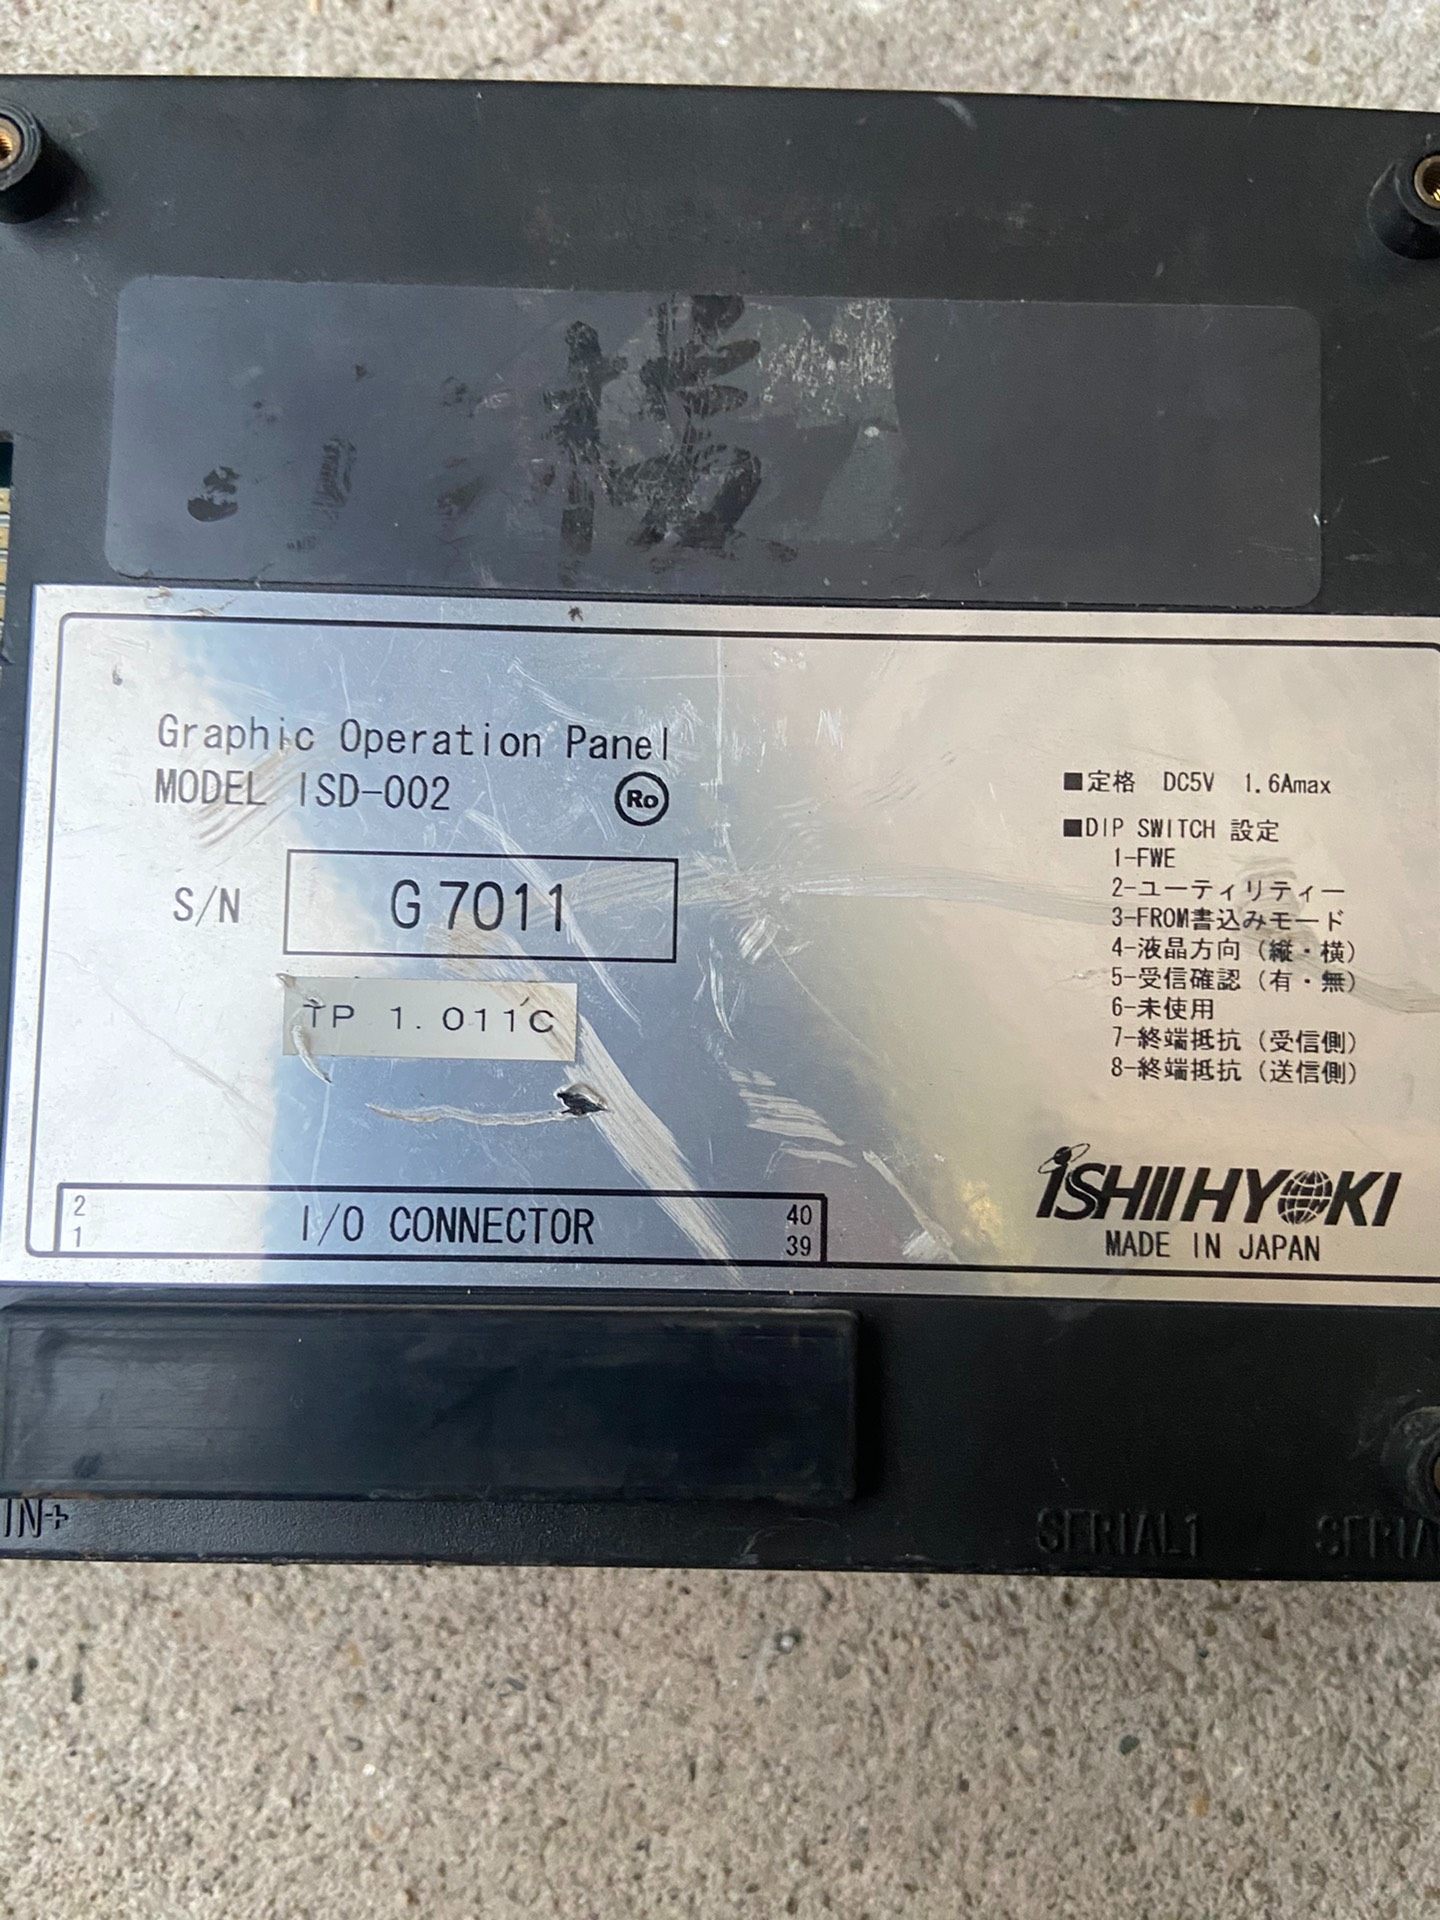 Graphic Operation Panel
MODEL ISD-002
Ro
S/N G7011
TP 1.011C
■定格 DC5V 1.6Amax
■DIP SWITCH 設定
1-FWE
2-ユーティリティー
3-FROM書込みモード
4-液晶方向(縦・横)
5-受信確認(有・無)
6-未使用
7-終端抵抗(受信側)
8-終端抵抗(送信側)
2 40
1 I/O CONNECTOR 39
ISHIIHYOKI
MADE IN JAPAN
IN+ SERIAL1